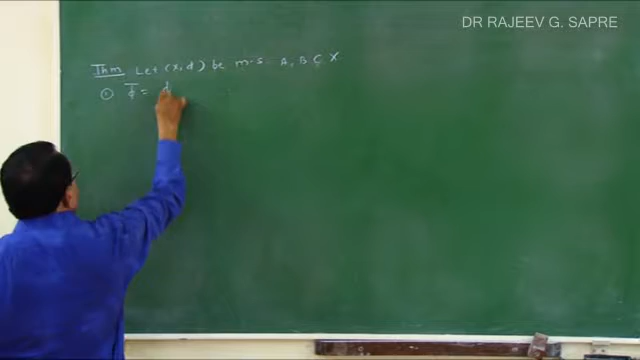 DR RAJEEV G. SAPRE
Thm Let (x, d) be m.s. A, B ⊂ X
① ϕ̅ =